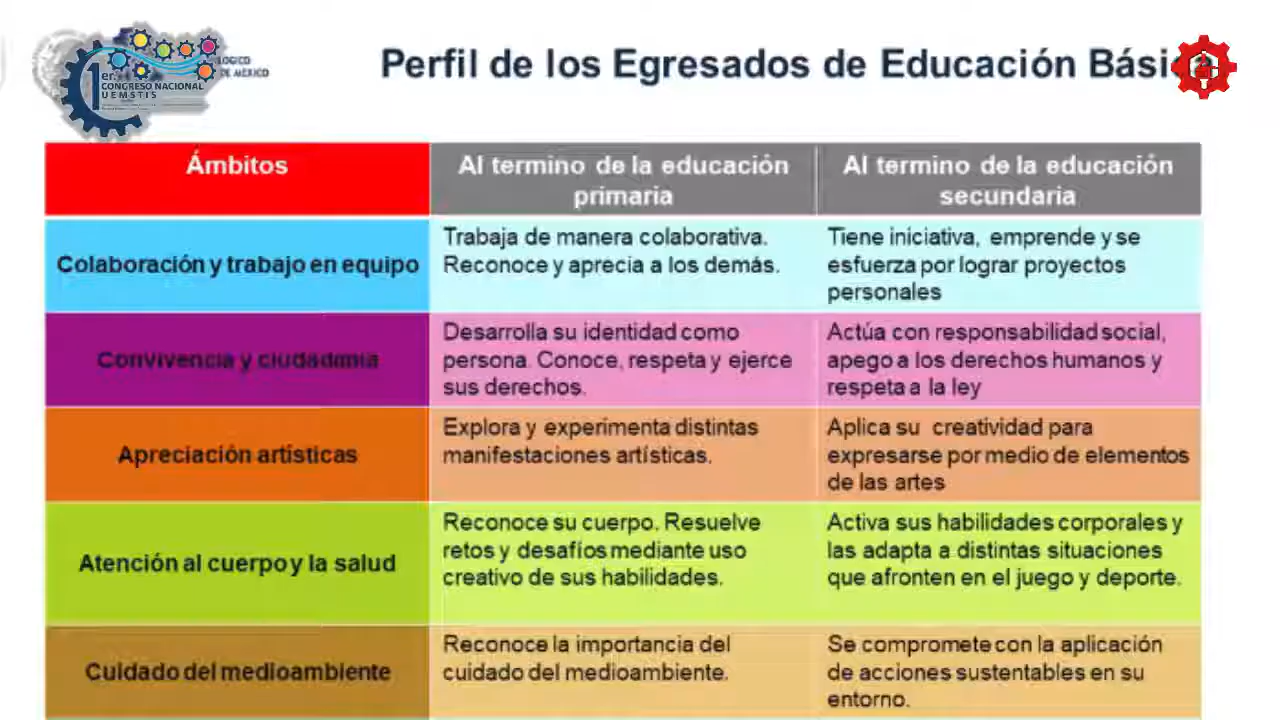 LOGICO
DE MEXICO
1er.
CONGRESO NACIONAL
UEMSTIS
Perfil de los Egresados de Educación Básica
Ámbitos
Al termino de la educación
primaria
Al termino de la educación
secundaria
Colaboración y trabajo en equipo
Trabaja de manera colaborativa.
Reconoce y aprecia a los demás.
Tiene iniciativa, emprende y se
esfuerza por lograr proyectos
personales
Convivencia y ciudadanía
Desarrolla su identidad como
persona. Conoce, respeta y ejerce
sus derechos.
Actúa con responsabilidad social,
apego a los derechos humanos y
respeta a la ley
Apreciación artísticas
Explora y experimenta distintas
manifestaciones artísticas.
Aplica su creatividad para
expresarse por medio de elementos
de las artes
Atención al cuerpo y la salud
Reconoce su cuerpo. Resuelve
retos y desafíos mediante uso
creativo de sus habilidades.
Activa sus habilidades corporales y
las adapta a distintas situaciones
que afronten en el juego y deporte.
Cuidado del medioambiente
Reconoce la importancia del
cuidado del medioambiente.
Se compromete con la aplicación
de acciones sustentables en su
entorno.